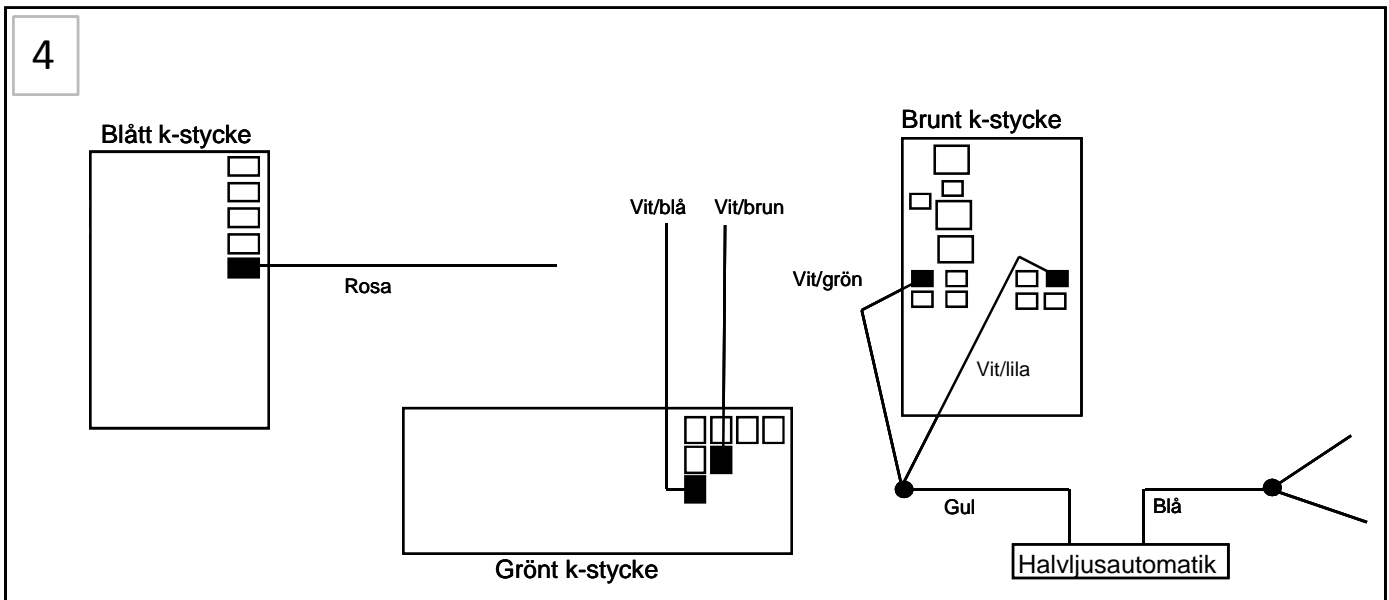 4
Blått k-stycke
Brunt k-stycke
Vit/blå
Vit/brun
Vit/grön
Rosa
Vit/lila
Gul
Blå
Halvljusautomatik
Grönt k-stycke